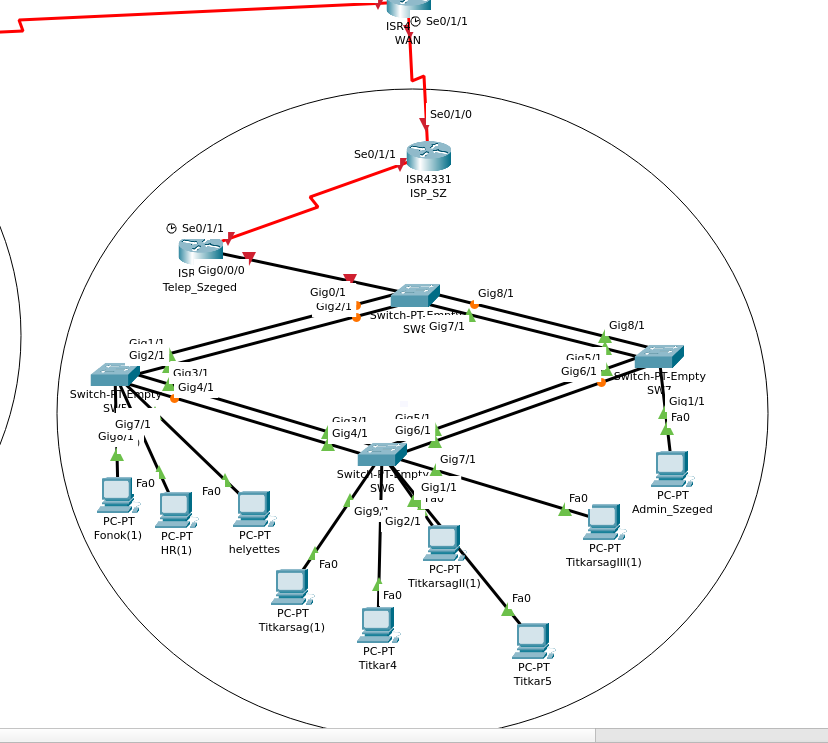 Se0/1/1
WAN
Se0/1/0
Se0/1/1
ISR4331
ISP_SZ
Se0/1/1
Gig0/0/0
Telep_Szeged
Gig0/1
Gig2/1
Gig8/1
Switch-PT-Empty
Gig7/1
Gig8/1
Gig1/1
Gig2/1
Gig5/1
Gig6/1
Switch-PT-Empty
SW7
Gig3/1
Gig4/1
Switch-PT-Empty
Gig1/1
Fa0
Gig3/1
Gig4/1
Gig5/1
Gig6/1
Gig7/1
Gig7/1
Switch-PT-Empty
SW6
Gig1/1
Fa0
Fa0
Fa0
Fa0
PC-PT
Admin_Szeged
Gig9/1
Gig2/1
PC-PT
Fonok(1)
PC-PT
HR(1)
PC-PT
helyettes
PC-PT
TitkarsagIII(1)
Fa0
PC-PT
TitkarsagII(1)
Fa0
Fa0
PC-PT
Titkarsag(1)
PC-PT
Titkar4
PC-PT
Titkar5